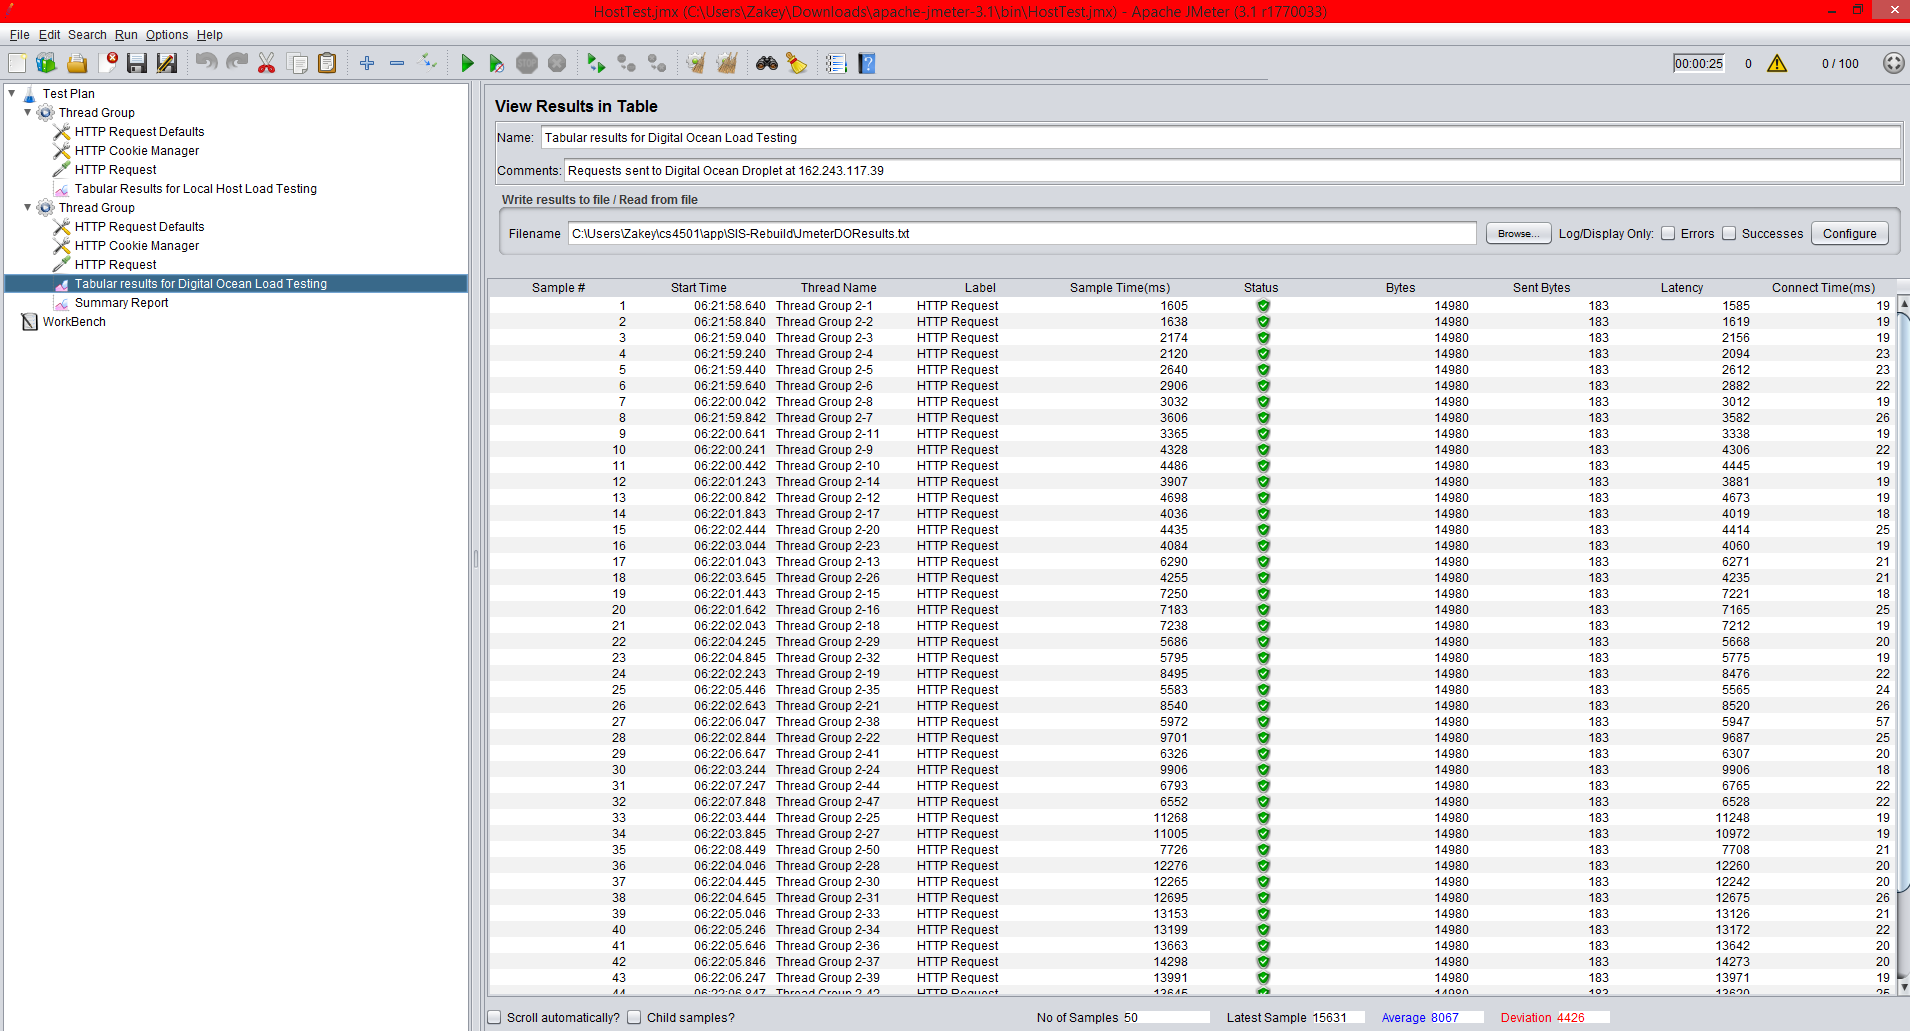 HostTest.jmx (C:\Users\Zakey\Downloads\apache-jmeter-3.1\bin\HostTest.jmx) - Apache JMeter (3.1 r1770033)
File Edit Search Run Options Help
00:00:25 0 0 / 100
Test Plan
Thread Group
HTTP Request Defaults
HTTP Cookie Manager
HTTP Request
Tabular Results for Local Host Load Testing
Thread Group
HTTP Request Defaults
HTTP Cookie Manager
HTTP Request
Tabular results for Digital Ocean Load Testing
Summary Report
WorkBench
View Results in Table
Name: Tabular results for Digital Ocean Load Testing
Comments: Requests sent to Digital Ocean Droplet at 162.243.117.39
Write results to file / Read from file
Filename C:\Users\Zakey\cs4501\app\SIS-Rebuild\JmeterDOResults.txt Browse... Log/Display Only: Errors Successes Configure
Sample # Start Time Thread Name Label Sample Time(ms) Status Bytes Sent Bytes Latency Connect Time(ms)
1 06:21:58.640 Thread Group 2-1 HTTP Request 1605 14980 183 1585 19
2 06:21:58.840 Thread Group 2-2 HTTP Request 1638 14980 183 1619 19
3 06:21:59.040 Thread Group 2-3 HTTP Request 2174 14980 183 2156 19
4 06:21:59.240 Thread Group 2-4 HTTP Request 2120 14980 183 2094 23
5 06:21:59.440 Thread Group 2-5 HTTP Request 2640 14980 183 2612 23
6 06:21:59.640 Thread Group 2-6 HTTP Request 2906 14980 183 2882 22
7 06:22:00.042 Thread Group 2-8 HTTP Request 3032 14980 183 3012 19
8 06:21:59.842 Thread Group 2-7 HTTP Request 3606 14980 183 3582 26
9 06:22:00.641 Thread Group 2-11 HTTP Request 3365 14980 183 3338 19
10 06:22:00.241 Thread Group 2-9 HTTP Request 4328 14980 183 4306 22
11 06:22:00.442 Thread Group 2-10 HTTP Request 4486 14980 183 4445 19
12 06:22:01.243 Thread Group 2-14 HTTP Request 3907 14980 183 3881 19
13 06:22:00.842 Thread Group 2-12 HTTP Request 4698 14980 183 4673 19
14 06:22:01.843 Thread Group 2-17 HTTP Request 4036 14980 183 4019 18
15 06:22:02.444 Thread Group 2-20 HTTP Request 4435 14980 183 4414 25
16 06:22:03.044 Thread Group 2-23 HTTP Request 4084 14980 183 4060 19
17 06:22:01.043 Thread Group 2-13 HTTP Request 6290 14980 183 6271 21
18 06:22:03.645 Thread Group 2-26 HTTP Request 4255 14980 183 4235 21
19 06:22:01.443 Thread Group 2-15 HTTP Request 7250 14980 183 7221 18
20 06:22:01.642 Thread Group 2-16 HTTP Request 7183 14980 183 7165 25
21 06:22:02.043 Thread Group 2-18 HTTP Request 7238 14980 183 7212 19
22 06:22:04.245 Thread Group 2-29 HTTP Request 5686 14980 183 5668 20
23 06:22:04.845 Thread Group 2-32 HTTP Request 5795 14980 183 5775 19
24 06:22:02.243 Thread Group 2-19 HTTP Request 8495 14980 183 8476 22
25 06:22:05.446 Thread Group 2-35 HTTP Request 5583 14980 183 5565 24
26 06:22:02.643 Thread Group 2-21 HTTP Request 8540 14980 183 8520 26
27 06:22:06.047 Thread Group 2-38 HTTP Request 5972 14980 183 5947 57
28 06:22:02.844 Thread Group 2-22 HTTP Request 9701 14980 183 9687 25
29 06:22:06.647 Thread Group 2-41 HTTP Request 6326 14980 183 6307 20
30 06:22:03.244 Thread Group 2-24 HTTP Request 9906 14980 183 9906 18
31 06:22:07.247 Thread Group 2-44 HTTP Request 6793 14980 183 6765 22
32 06:22:07.848 Thread Group 2-47 HTTP Request 6552 14980 183 6528 22
33 06:22:03.444 Thread Group 2-25 HTTP Request 11268 14980 183 11248 19
34 06:22:03.845 Thread Group 2-27 HTTP Request 11005 14980 183 10972 19
35 06:22:08.449 Thread Group 2-50 HTTP Request 7726 14980 183 7708 21
36 06:22:04.046 Thread Group 2-28 HTTP Request 12276 14980 183 12260 20
37 06:22:04.445 Thread Group 2-30 HTTP Request 12265 14980 183 12242 20
38 06:22:04.645 Thread Group 2-31 HTTP Request 12695 14980 183 12675 26
39 06:22:05.046 Thread Group 2-33 HTTP Request 13153 14980 183 13126 21
40 06:22:05.246 Thread Group 2-34 HTTP Request 13199 14980 183 13172 22
41 06:22:05.646 Thread Group 2-36 HTTP Request 13663 14980 183 13642 20
42 06:22:05.846 Thread Group 2-37 HTTP Request 14298 14980 183 14273 20
43 06:22:06.247 Thread Group 2-39 HTTP Request 13991 14980 183 13971 19
44 06:22:06.847 Thread Group 2-42 HTTP Request 13645 14980 183 13620 25
Scroll automatically? Child samples? No of Samples 50 Latest Sample 15631 Average 8067 Deviation 4426